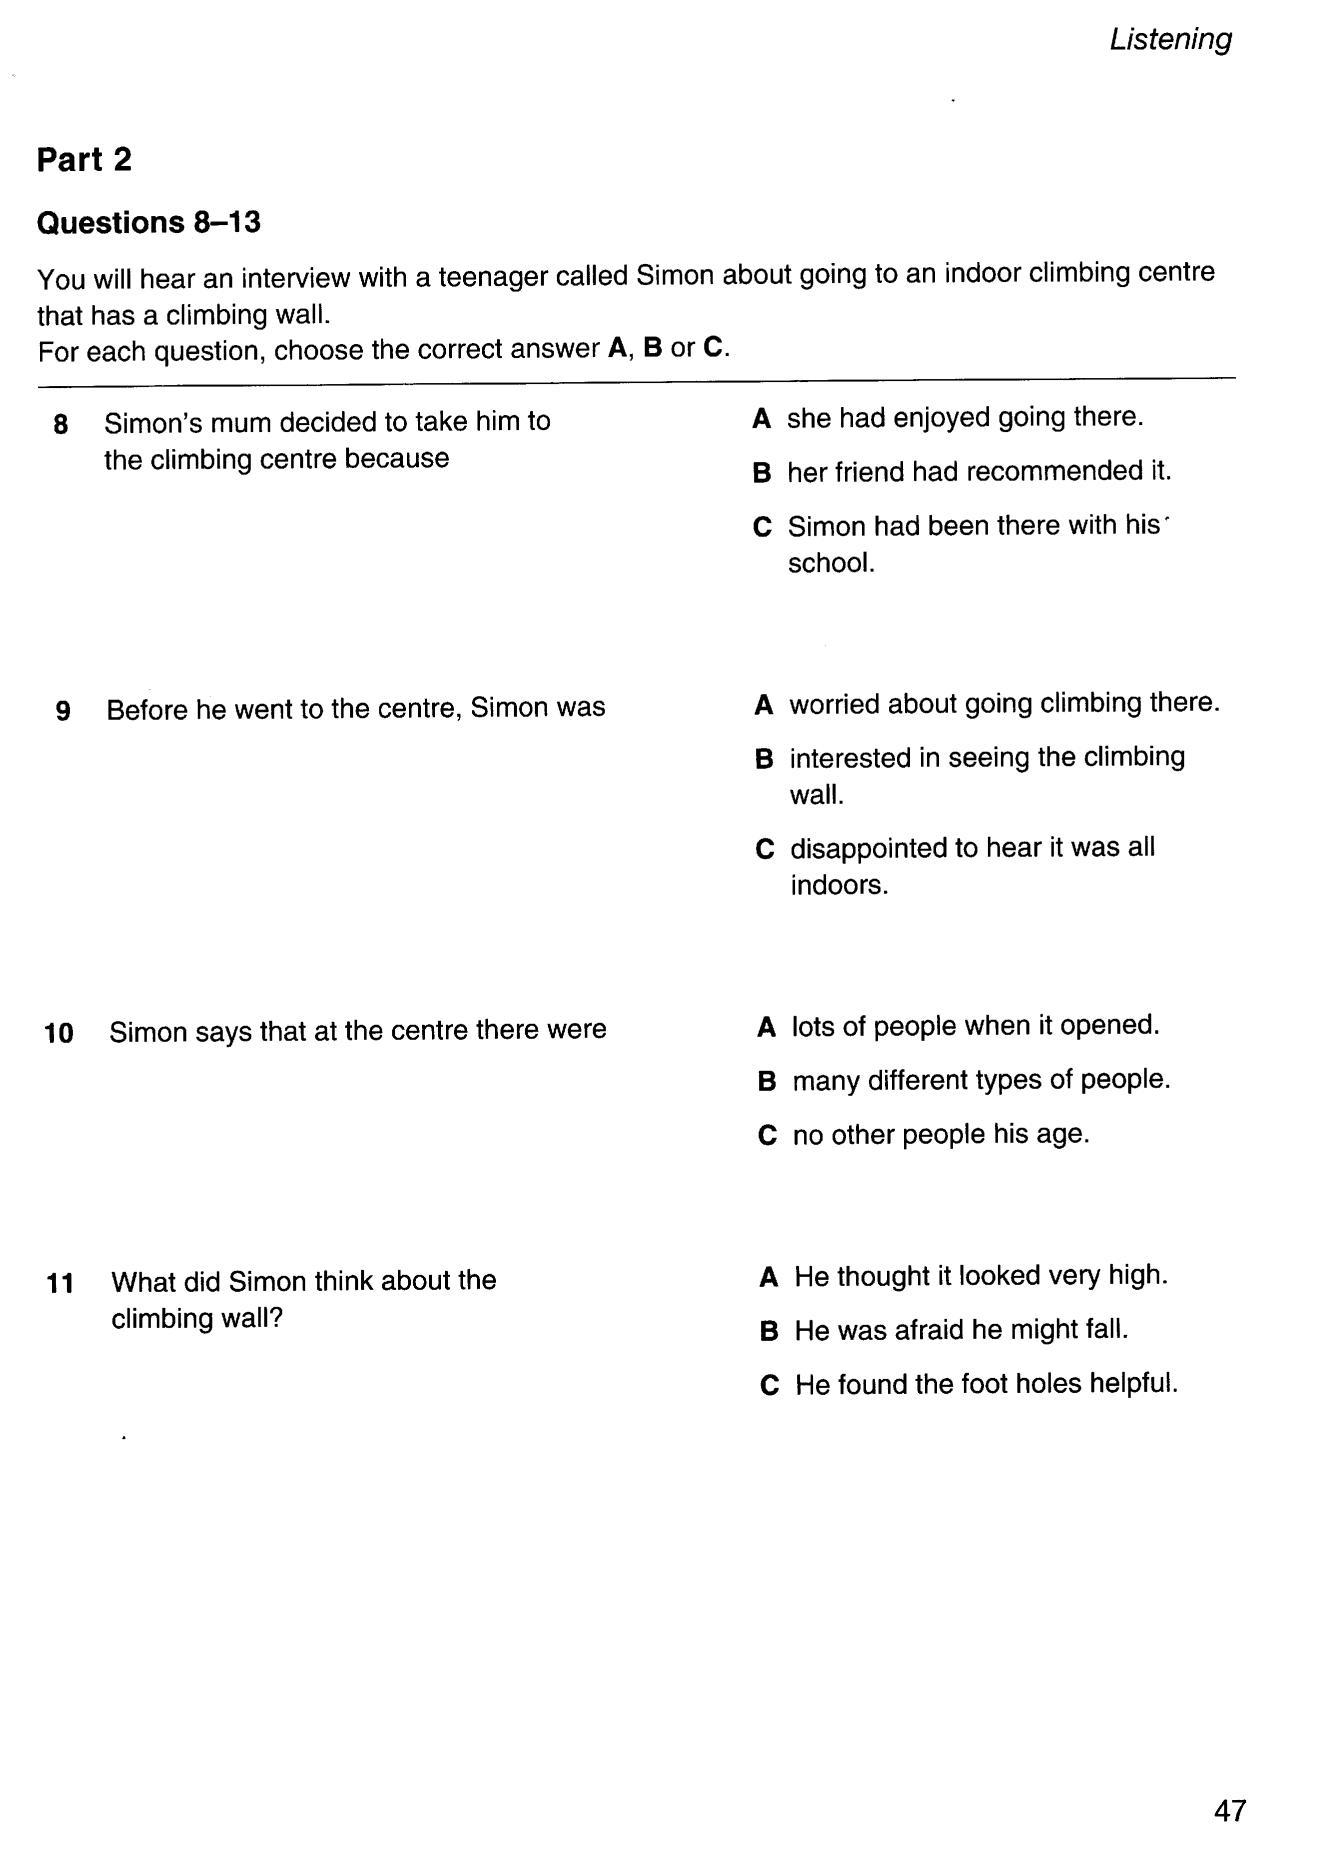 Listening
Part 2
Questions 8–13
You will hear an interview with a teenager called Simon about going to an indoor climbing centre
that has a climbing wall.
For each question, choose the correct answer A, B or C.
8 Simon's mum decided to take him to
the climbing centre because
A she had enjoyed going there.
B her friend had recommended it.
C Simon had been there with his
school.
9 Before he went to the centre, Simon was
A worried about going climbing there.
B interested in seeing the climbing
wall.
C disappointed to hear it was all
indoors.
10 Simon says that at the centre there were
A lots of people when it opened.
B many different types of people.
C no other people his age.
11 What did Simon think about the
climbing wall?
A He thought it looked very high.
B He was afraid he might fall.
C He found the foot holes helpful.
47